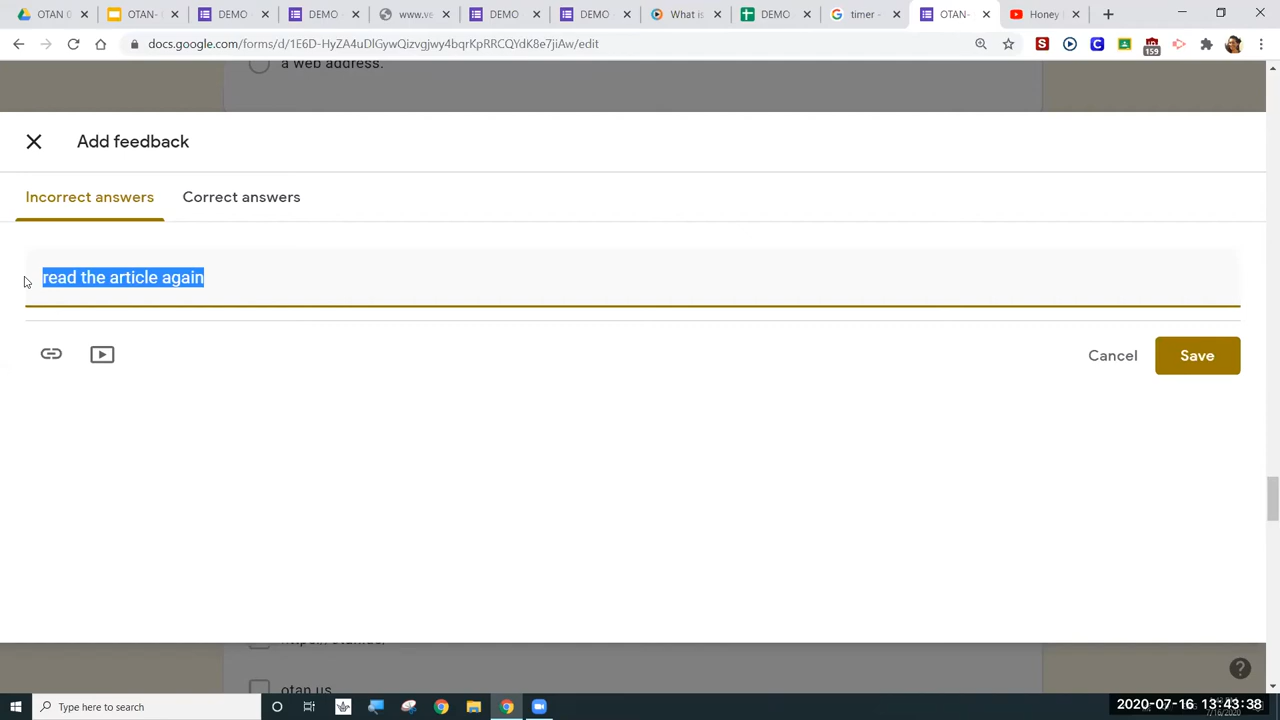 OTAN G
OTAN-
DEMO
DEMO
www.ve
DEMO
DEMO
What is
DEMO
timer -
OTAN-
Honey
docs.google.com/forms/d/1E6D-HyZA4uDlGywQizvgJwy4bqrKpRRCQYdK8e7jiAw/edit
159
a web address.
Add feedback
Incorrect answers
Correct answers
read the article again
Cancel
Save
otan.us
Type here to search
2020-07-16 13:43:38